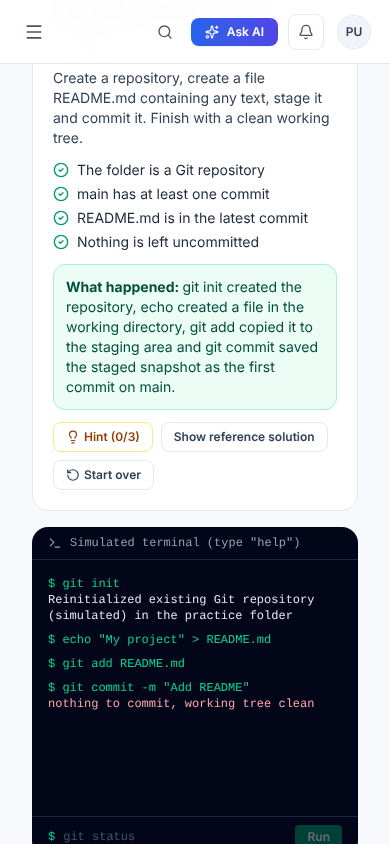 Ask AI
PU
Create a repository, create a file
README.md containing any text, stage it
and commit it. Finish with a clean working
tree.
The folder is a Git repository
main has at least one commit
README.md is in the latest commit
Nothing is left uncommitted
What happened: git init created the
repository, echo created a file in the
working directory, git add copied it to
the staging area and git commit saved
the staged snapshot as the first
commit on main.
Hint (0/3)
Show reference solution
Start over
Simulated terminal (type "help")
$ git init
Reinitialized existing Git repository
(simulated) in the practice folder
$ echo "My project" > README.md
$ git add README.md
$ git commit -m "Add README"
nothing to commit, working tree clean
$ git status
Run